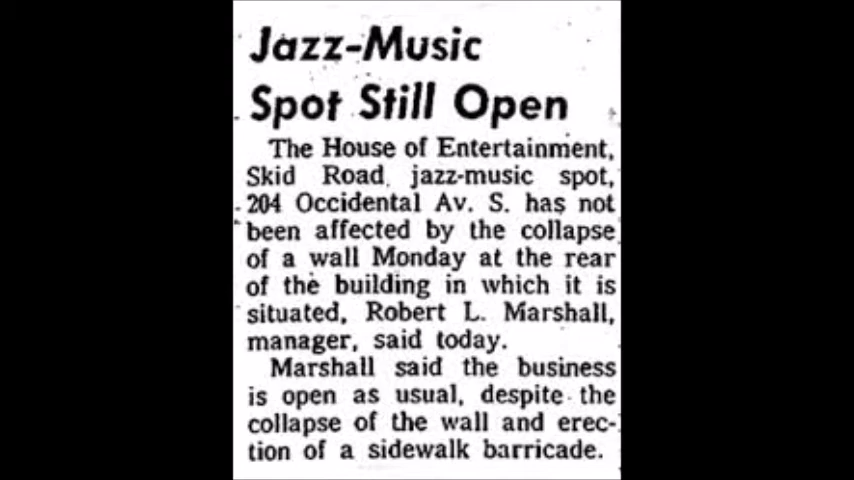 Jazz-Music
Spot Still Open
The House of Entertainment,
Skid Road, jazz-music spot,
204 Occidental Av. S. has not
been affected by the collapse
of a wall Monday at the rear
of the building in which it is
situated, Robert L. Marshall,
manager, said today.
Marshall said the business
is open as usual, despite the
collapse of the wall and erec-
tion of a sidewalk barricade.